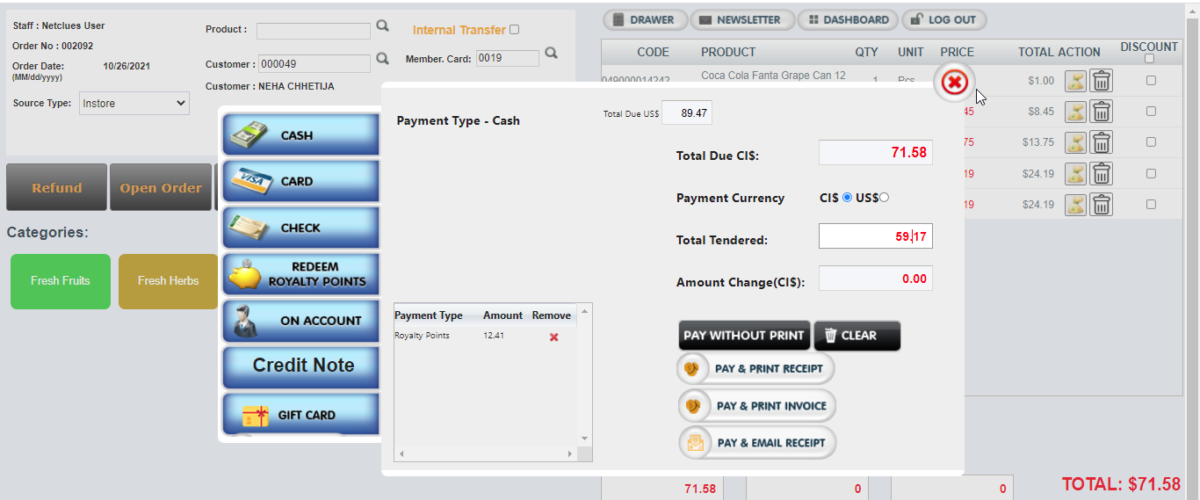 Staff : Netclues User
Order No : 002092
Order Date: 10/26/2021
(MM/dd/yyyy)
Source Type: Instore
Product :
Customer : 000049
Customer : NEHA CHHETIJA
Internal Transfer
Member. Card: 0019
DRAWER
NEWSLETTER
DASHBOARD
LOG OUT
CODE PRODUCT QTY UNIT PRICE TOTAL ACTION DISCOUNT
049000014242 Coca Cola Fanta Grape Can 12 1 Pcs $1.00
45 $8.45
75 $13.75
19 $24.19
19 $24.19
Refund
Open Order
Categories:
Fresh Fruits
Fresh Herbs
CASH
CARD
VISA
CHECK
REDEEM
ROYALTY POINTS
ON ACCOUNT
Credit Note
GIFT CARD
Payment Type - Cash
Total Due US$ 89.47
Total Due CI$: 71.58
Payment Currency CI$ US$
Total Tendered: 59.17
Amount Change(CI$): 0.00
Payment Type Amount Remove
Royalty Points 12.41
PAY WITHOUT PRINT
CLEAR
PAY & PRINT RECEIPT
PAY & PRINT INVOICE
PAY & EMAIL RECEIPT
71.58 0 0
TOTAL: $71.58